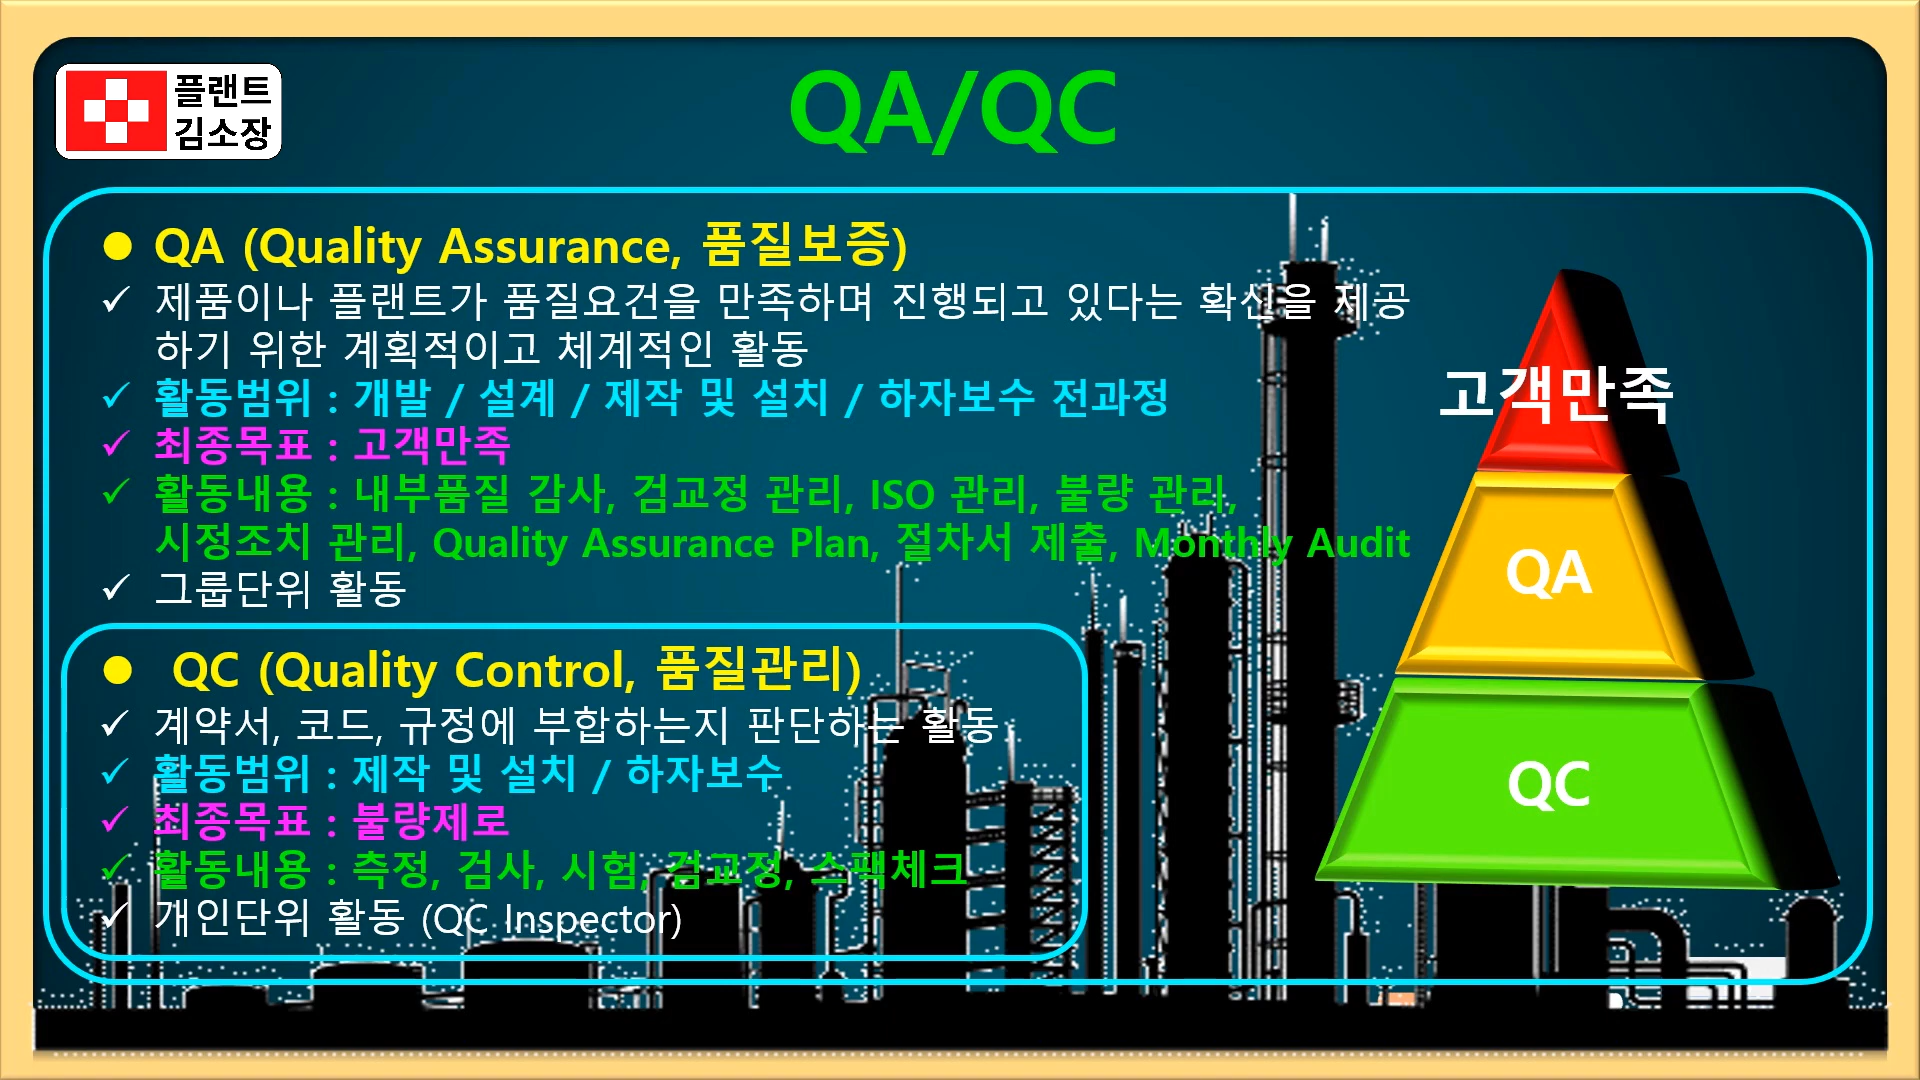 플랜트
김소장
QA/QC
● QA (Quality Assurance, 품질보증)
✓ 제품이나 플랜트가 품질요건을 만족하며 진행되고 있다는 확신을 제공
하기 위한 계획적이고 체계적인 활동
✓ 활동범위 : 개발 / 설계 / 제작 및 설치 / 하자보수 전과정
✓ 최종목표 : 고객만족
✓ 활동내용 : 내부품질 감사, 검교정 관리, ISO 관리, 불량 관리,
시정조치 관리, Quality Assurance Plan, 절차서 제출, Monthly Audit
✓ 그룹단위 활동
● QC (Quality Control, 품질관리)
✓ 계약서, 코드, 규정에 부합하는지 판단하는 활동
✓ 활동범위 : 제작 및 설치 / 하자보수
✓ 최종목표 : 불량제로
✓ 활동내용 : 측정, 검사, 시험, 검교정, 스팩체크
✓ 개인단위 활동 (QC Inspector)
고객만족
QA
QC